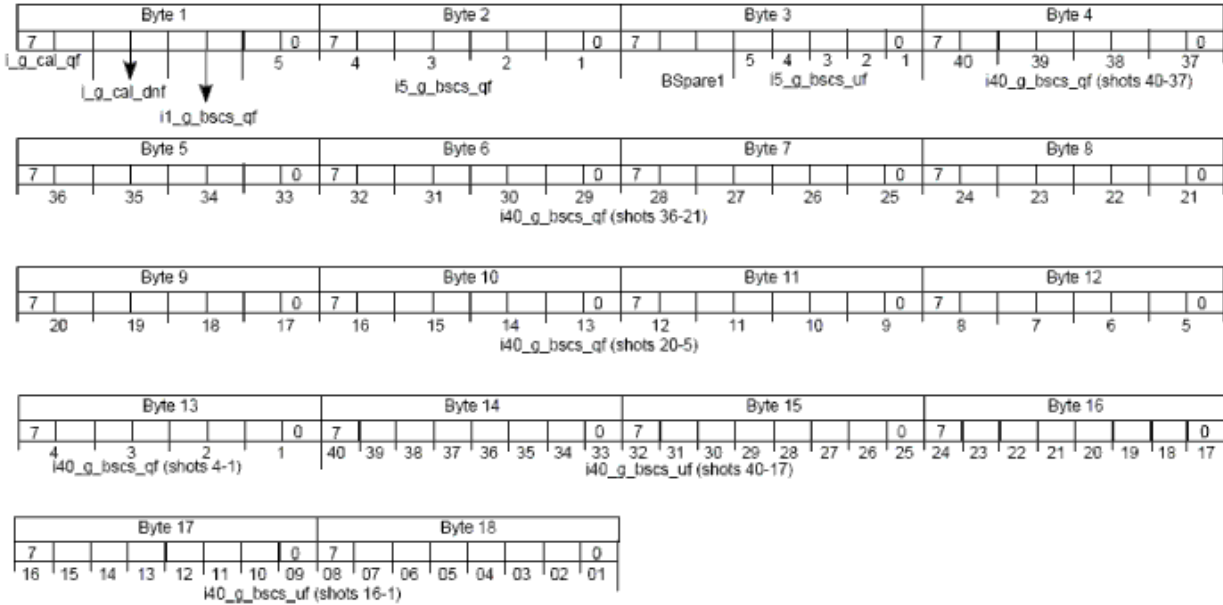 Byte 1 Byte 2 Byte 3 Byte 4
7 0 7 0 7 0 7 0
i_g_cal_qf 5 4 3 2 1 5 4 3 2 1 40 39 38 37
i_g_cal_dnf i5_g_bscs_qf BSpare1 i5_g_bscs_uf i40_g_bscs_qf (shots 40-37)
i1_g_bscs_qf
Byte 5 Byte 6 Byte 7 Byte 8
7 0 7 0 7 0 7 0
36 35 34 33 32 31 30 29 28 27 26 25 24 23 22 21
i40_g_bscs_qf (shots 36-21)
Byte 9 Byte 10 Byte 11 Byte 12
7 0 7 0 7 0 7 0
20 19 18 17 16 15 14 13 12 11 10 9 8 7 6 5
i40_g_bscs_qf (shots 20-5)
Byte 13 Byte 14 Byte 15 Byte 16
7 0 7 0 7 0 7 0
4 3 2 1 40 39 38 37 36 35 34 33 32 31 30 29 28 27 26 25 24 23 22 21 20 19 18 17
i40_g_bscs_qf (shots 4-1) i40_g_bscs_uf (shots 40-17)
Byte 17 Byte 18
7 0 7 0
16 15 14 13 12 11 10 09 08 07 06 05 04 03 02 01
i40_g_bscs_uf (shots 16-1)